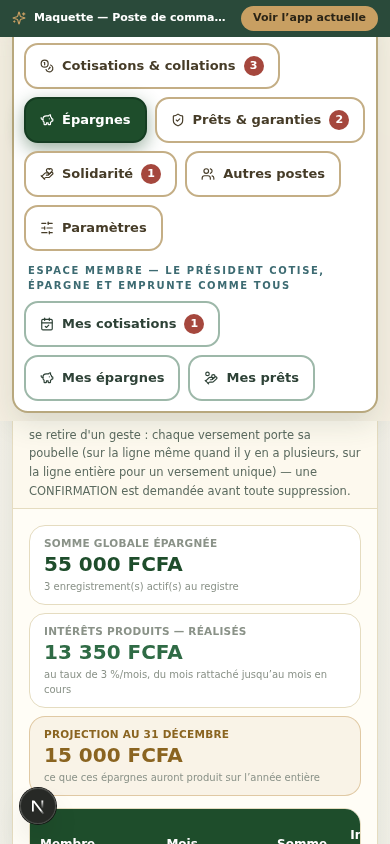 Maquette — Poste de comma…
Voir l’app actuelle
Cotisations & collations 3
Épargnes
Prêts & garanties 2
Solidarité 1
Autres postes
Paramètres
ESPACE MEMBRE — LE PRÉSIDENT COTISE,
ÉPARGNE ET EMPRUNTE COMME TOUS
Mes cotisations 1
Mes épargnes
Mes prêts
se retire d'un geste : chaque versement porte sa
poubelle (sur la ligne même quand il y en a plusieurs, sur
la ligne entière pour un versement unique) — une
CONFIRMATION est demandée avant toute suppression.
SOMME GLOBALE ÉPARGNÉE
55 000 FCFA
3 enregistrement(s) actif(s) au registre
INTÉRÊTS PRODUITS — RÉALISÉS
13 350 FCFA
au taux de 3 %/mois, du mois rattaché jusqu’au mois en
cours
PROJECTION AU 31 DÉCEMBRE
15 000 FCFA
ce que ces épargnes auront produit sur l’année entière
N
Membre Mois Somme